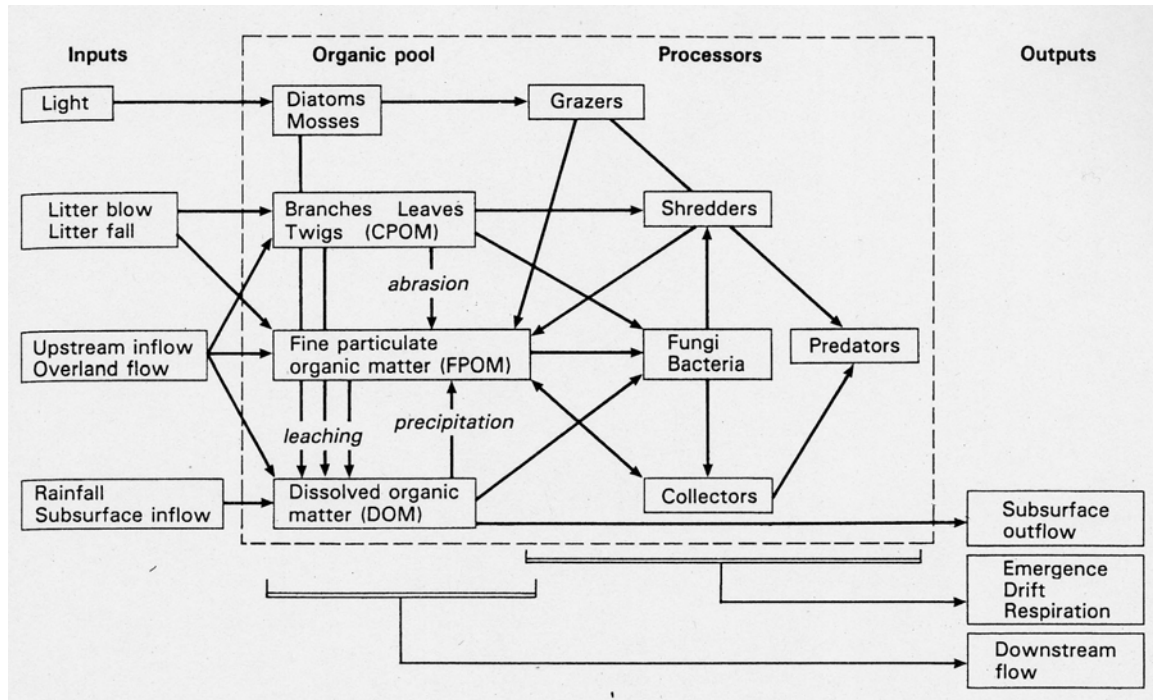 Inputs
Organic pool
Processors
Outputs
Light
Diatoms
Mosses
Grazers
Litter blow
Litter fall
Branches Leaves
Twigs (CPOM)
Shredders
abrasion
Upstream inflow
Overland flow
Fine particulate
organic matter (FPOM)
Fungi
Bacteria
Predators
leaching
precipitation
Rainfall
Subsurface inflow
Dissolved organic
matter (DOM)
Collectors
Subsurface
outflow
Emergence
Drift
Respiration
Downstream
flow